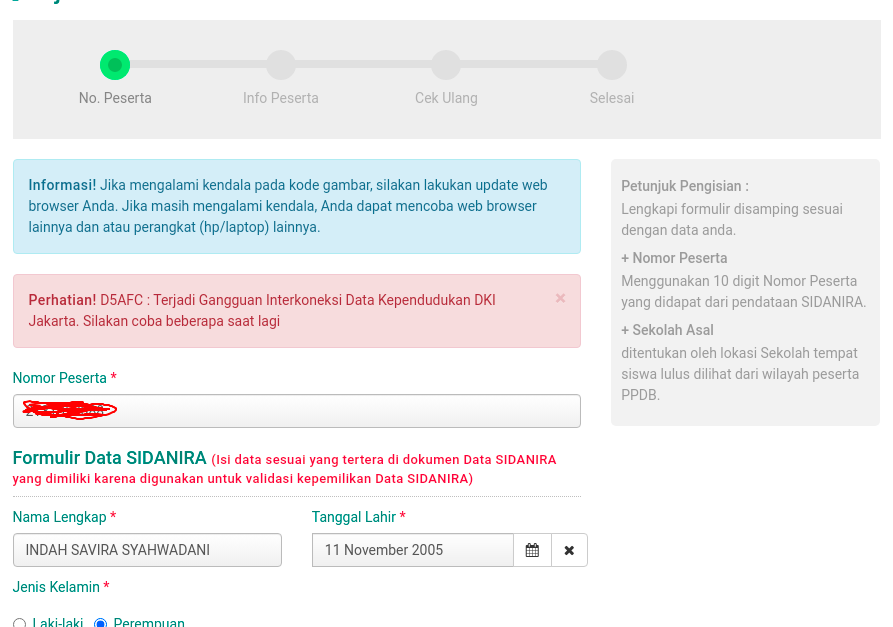 No. Peserta
Info Peserta
Cek Ulang
Selesai
Informasi! Jika mengalami kendala pada kode gambar, silakan lakukan update web
browser Anda. Jika masih mengalami kendala, Anda dapat mencoba web browser
lainnya dan atau perangkat (hp/laptop) lainnya.
Perhatian! D5AFC : Terjadi Gangguan Interkoneksi Data Kependudukan DKI
Jakarta. Silakan coba beberapa saat lagi
×
Nomor Peserta *
Formulir Data SIDANIRA (Isi data sesuai yang tertera di dokumen Data SIDANIRA
yang dimiliki karena digunakan untuk validasi kepemilikan Data SIDANIRA)
Nama Lengkap *
Tanggal Lahir *
INDAH SAVIRA SYAHWADANI
11 November 2005
Jenis Kelamin *
Laki-laki
Perempuan
Petunjuk Pengisian :
Lengkapi formulir disamping sesuai
dengan data anda.
+ Nomor Peserta
Menggunakan 10 digit Nomor Peserta
yang didapat dari pendataan SIDANIRA.
+ Sekolah Asal
ditentukan oleh lokasi Sekolah tempat
siswa lulus dilihat dari wilayah peserta
PPDB.